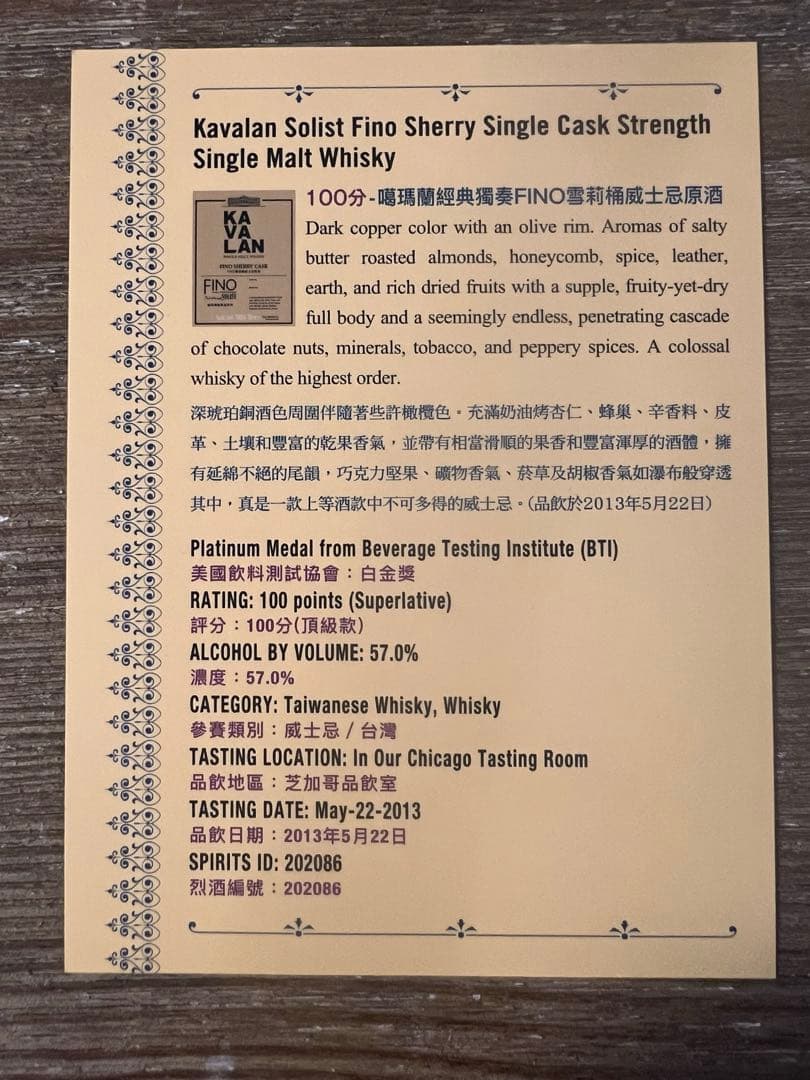 Kavalan Solist Fino Sherry Single Cask Strength
Single Malt Whisky
KA
VA
LAN
FINO SHERRY CASK
FINO
100分-噶瑪蘭經典獨奏FINO雪莉桶威士忌原酒
Dark copper color with an olive rim. Aromas of salty
butter roasted almonds, honeycomb, spice, leather,
earth, and rich dried fruits with a supple, fruity-yet-dry
full body and a seemingly endless, penetrating cascade
of chocolate nuts, minerals, tobacco, and peppery spices. A colossal
whisky of the highest order.
深琥珀銅酒色周圍伴隨著些許橄欖色。充滿奶油烤杏仁、蜂巢、辛香料、皮
革、土壤和豐富的乾果香氣，並帶有相當滑順的果香和豐富渾厚的酒體，擁
有延綿不絕的尾韻，巧克力堅果、礦物香氣、菸草及胡椒香氣如瀑布般穿透
其中，真是一款上等酒款中不可多得的威士忌。(品飲於2013年5月22日)
Platinum Medal from Beverage Testing Institute (BTI)
美國飲料測試協會：白金獎
RATING: 100 points (Superlative)
評分：100分(頂級款)
ALCOHOL BY VOLUME: 57.0%
濃度：57.0%
CATEGORY: Taiwanese Whisky, Whisky
參賽類別：威士忌 / 台灣
TASTING LOCATION: In Our Chicago Tasting Room
品飲地區：芝加哥品飲室
TASTING DATE: May-22-2013
品飲日期：2013年5月22日
SPIRITS ID: 202086
烈酒編號：202086